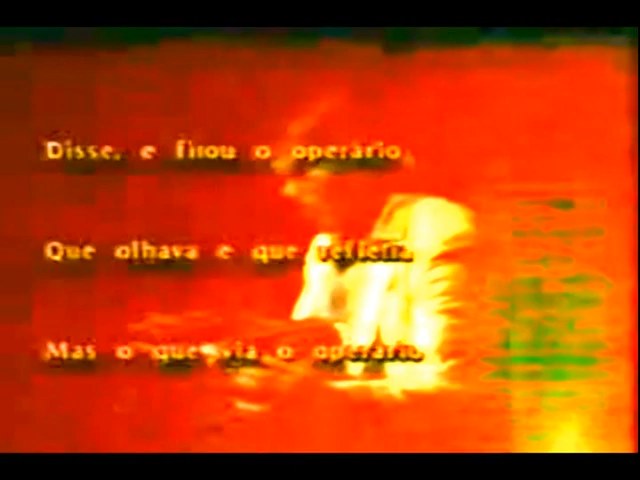 Disse, e fitou o operário
Que olhava e que refletia
Mas o que via o operário